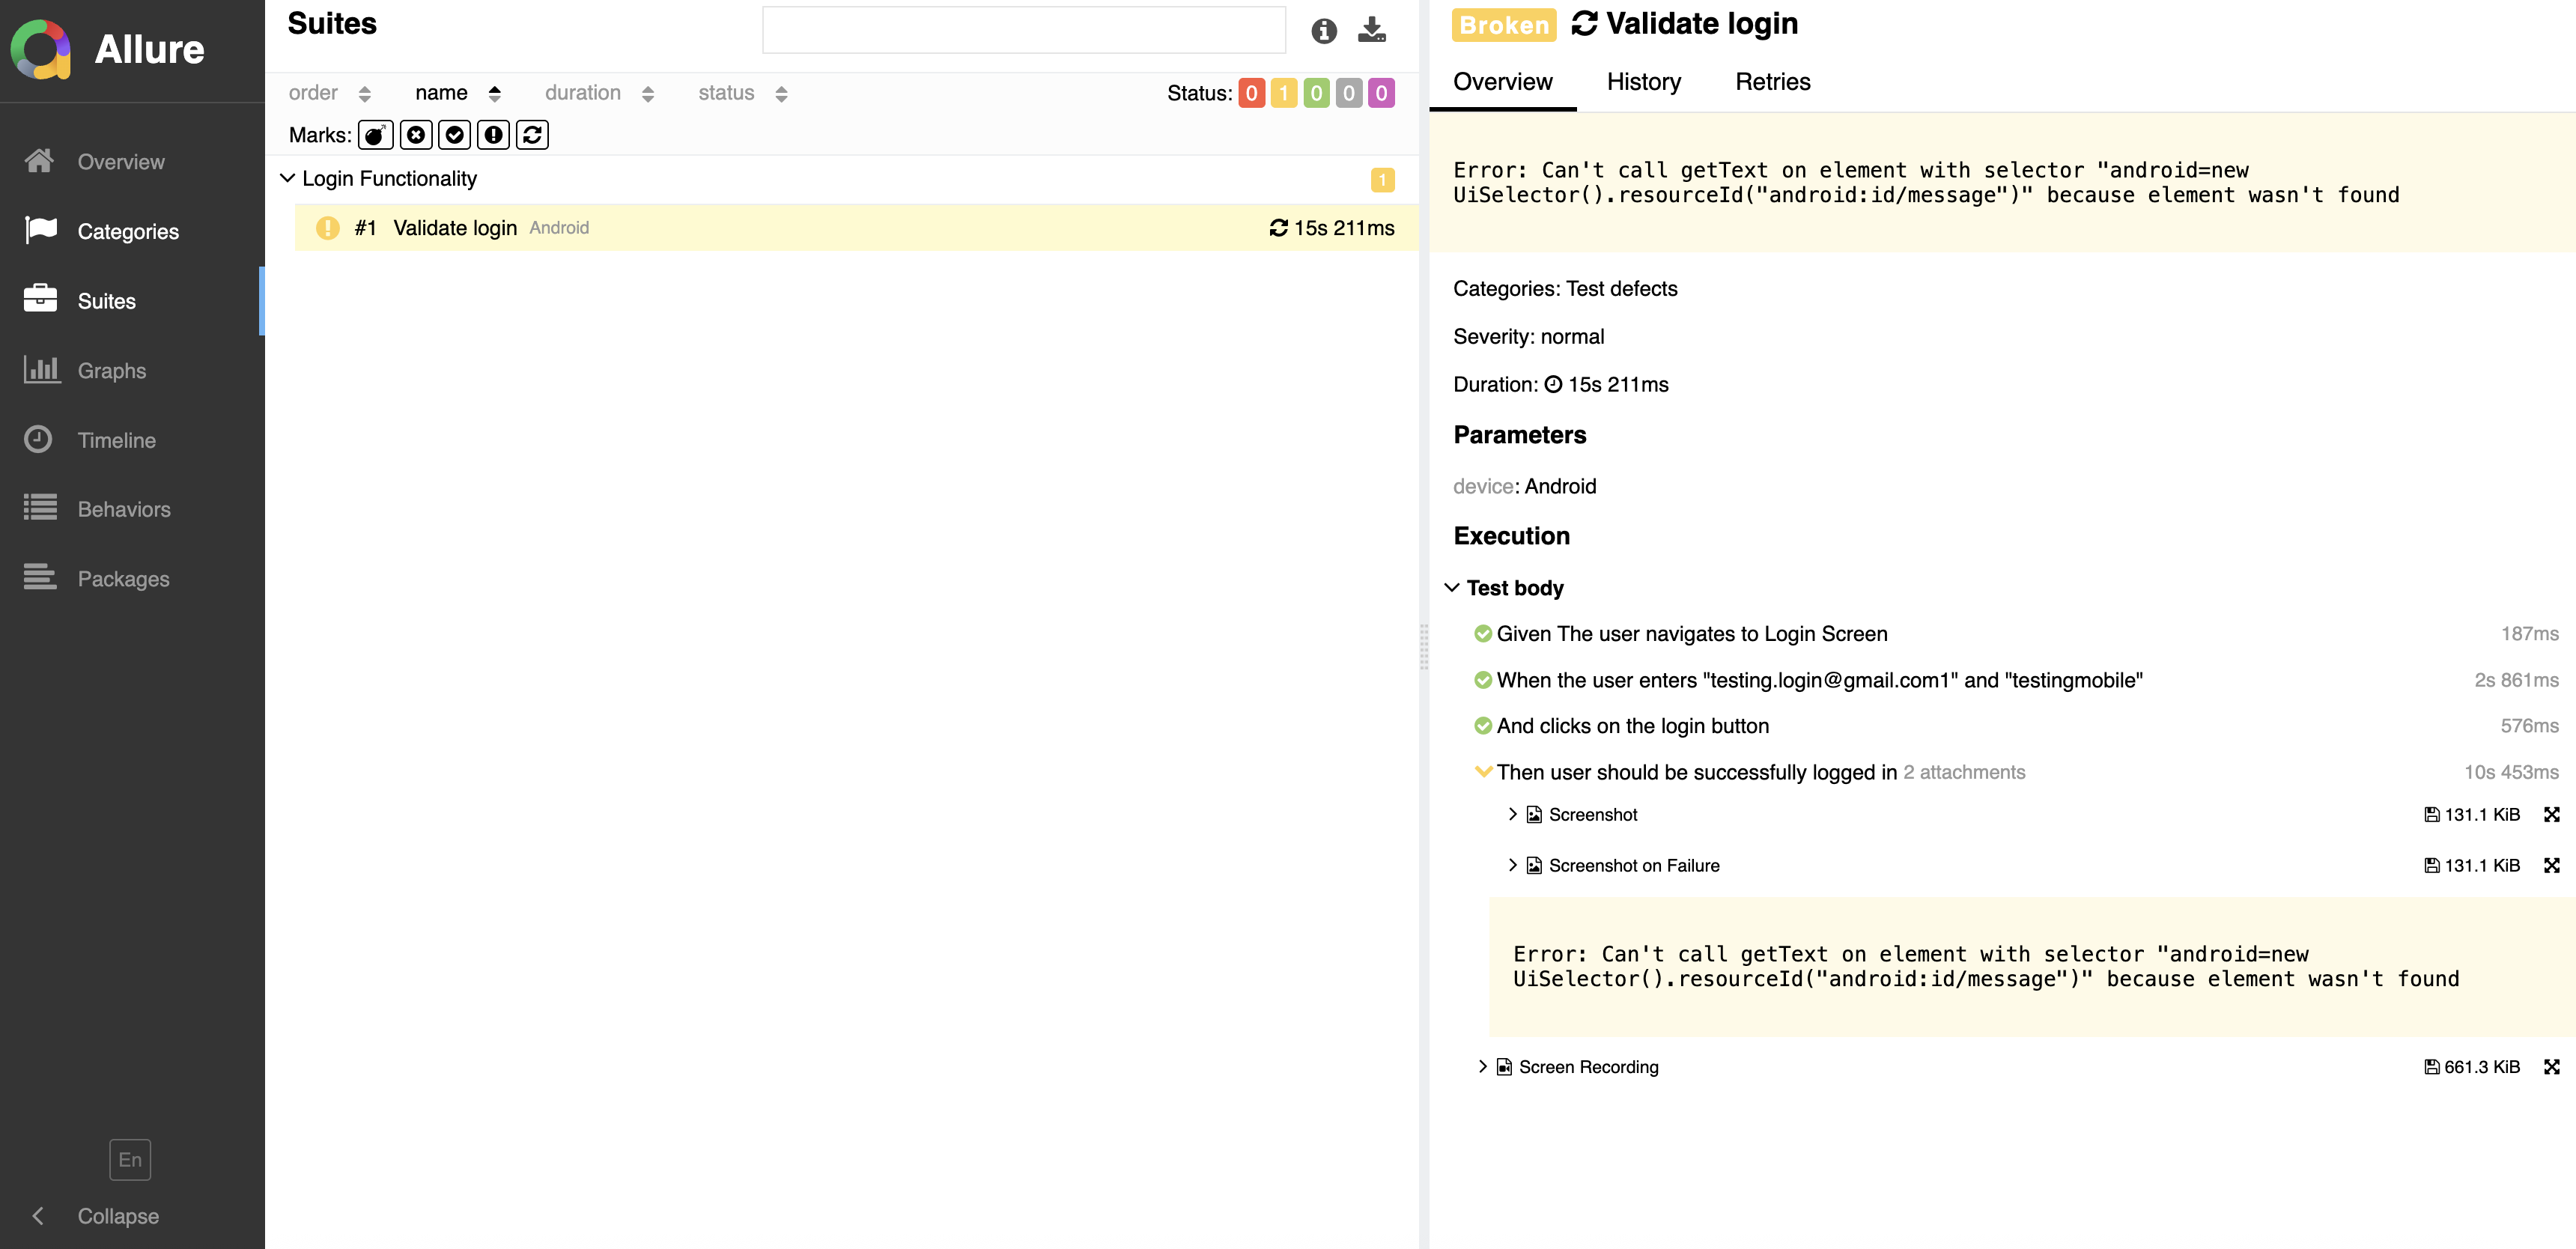 Allure
Overview
Categories
Suites
Graphs
Timeline
Behaviors
Packages
En
Collapse
Suites
order name duration status
Status: 0 1 0 0 0
Marks:
Login Functionality 1
#1 Validate login Android 15s 211ms
Broken Validate login
Overview History Retries
Error: Can't call getText on element with selector "android=new
UiSelector().resourceId("android:id/message")" because element wasn't found
Categories: Test defects
Severity: normal
Duration: 15s 211ms
Parameters
device: Android
Execution
Test body
Given The user navigates to Login Screen 187ms
When the user enters "testing.login@gmail.com1" and "testingmobile" 2s 861ms
And clicks on the login button 576ms
Then user should be successfully logged in 2 attachments 10s 453ms
Screenshot 131.1 KiB
Screenshot on Failure 131.1 KiB
Error: Can't call getText on element with selector "android=new
UiSelector().resourceId("android:id/message")" because element wasn't found
Screen Recording 661.3 KiB